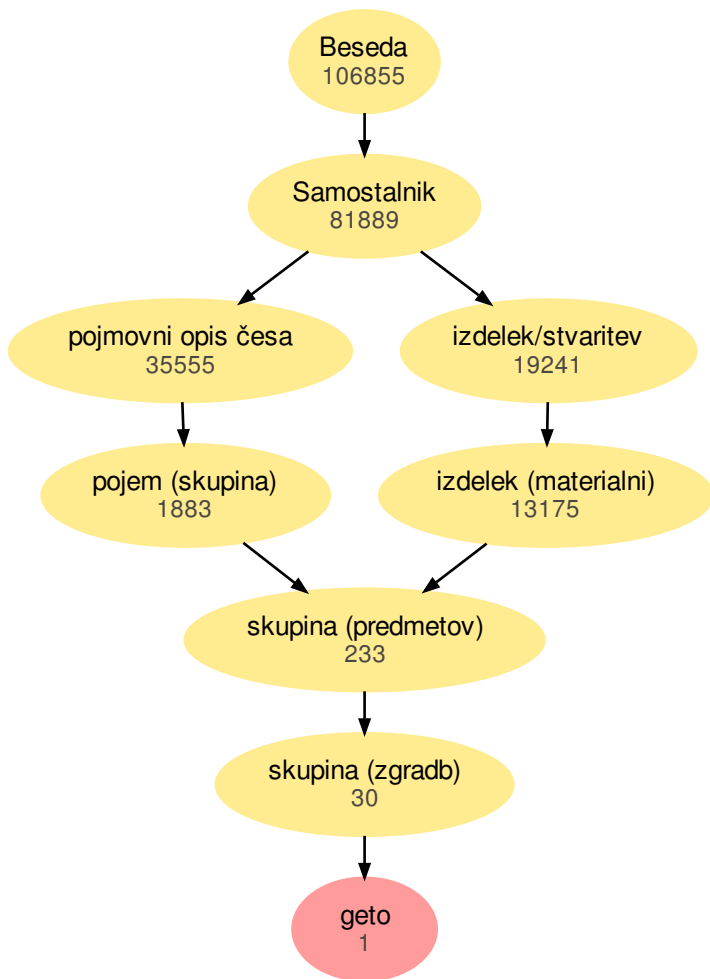 Beseda
106855
Samostalnik
81889
pojmovni opis česa
35555
izdelek/stvaritev
19241
pojem (skupina)
1883
izdelek (materialni)
13175
skupina (predmetov)
233
skupina (zgradb)
30
geto
1